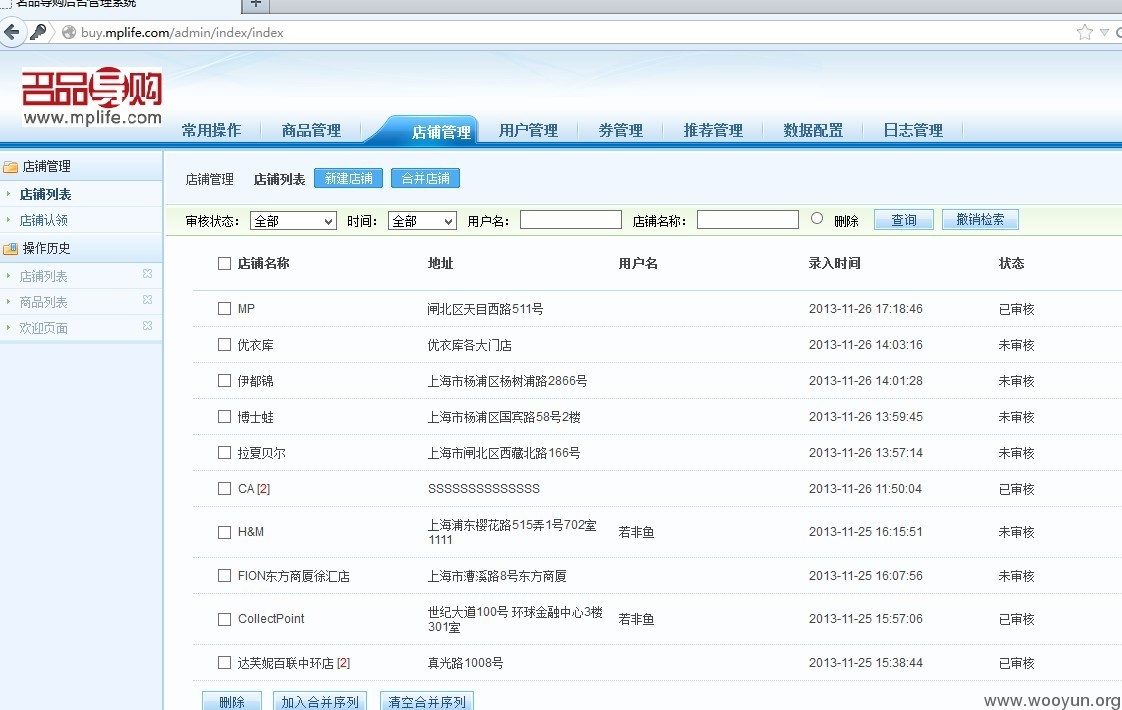 名品导购后台管理系统
buy.mplife.com/admin/index/index
名品导购
www.mplife.com
常用操作 商品管理 店铺管理 用户管理 券管理 推荐管理 数据配置 日志管理
店铺管理
店铺列表
店铺认领
操作历史
店铺列表
商品列表
欢迎页面
店铺管理 店铺列表 新建店铺 合并店铺
审核状态: 全部 时间: 全部 用户名: 店铺名称: 删除 查询 撤销检索
店铺名称 地址 用户名 录入时间 状态
MP 闸北区天目西路511号 2013-11-26 17:18:46 已审核
优衣库 优衣库各大门店 2013-11-26 14:03:16 未审核
伊都锦 上海市杨浦区杨树浦路2866号 2013-11-26 14:01:28 未审核
博士蛙 上海市杨浦区国宾路58号2楼 2013-11-26 13:59:45 未审核
拉夏贝尔 上海市闸北区西藏北路166号 2013-11-26 13:57:14 未审核
CA [2] SSSSSSSSSSSSSS 2013-11-26 11:50:04 已审核
H&M 上海浦东樱花路515弄1号702室
1111 若非鱼 2013-11-25 16:15:51 未审核
FION东方商厦徐汇店 上海市漕溪路8号东方商厦 2013-11-25 16:07:56 未审核
CollectPoint 世纪大道100号 环球金融中心3楼
301室 若非鱼 2013-11-25 15:57:06 已审核
达芙妮百联中环店 [2] 真光路1008号 2013-11-25 15:38:44 已审核
删除 加入合并序列 清空合并序列
www.wooyun.org